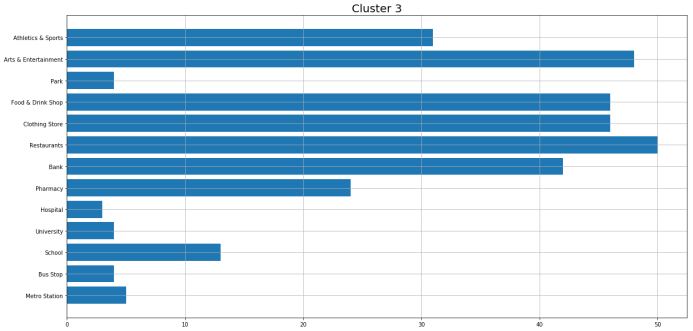 Cluster 3
Athletics & Sports
Arts & Entertainment
Park
Food & Drink Shop
Clothing Store
Restaurants
Bank
Pharmacy
Hospital
University
School
Bus Stop
Metro Station
0 10 20 30 40 50